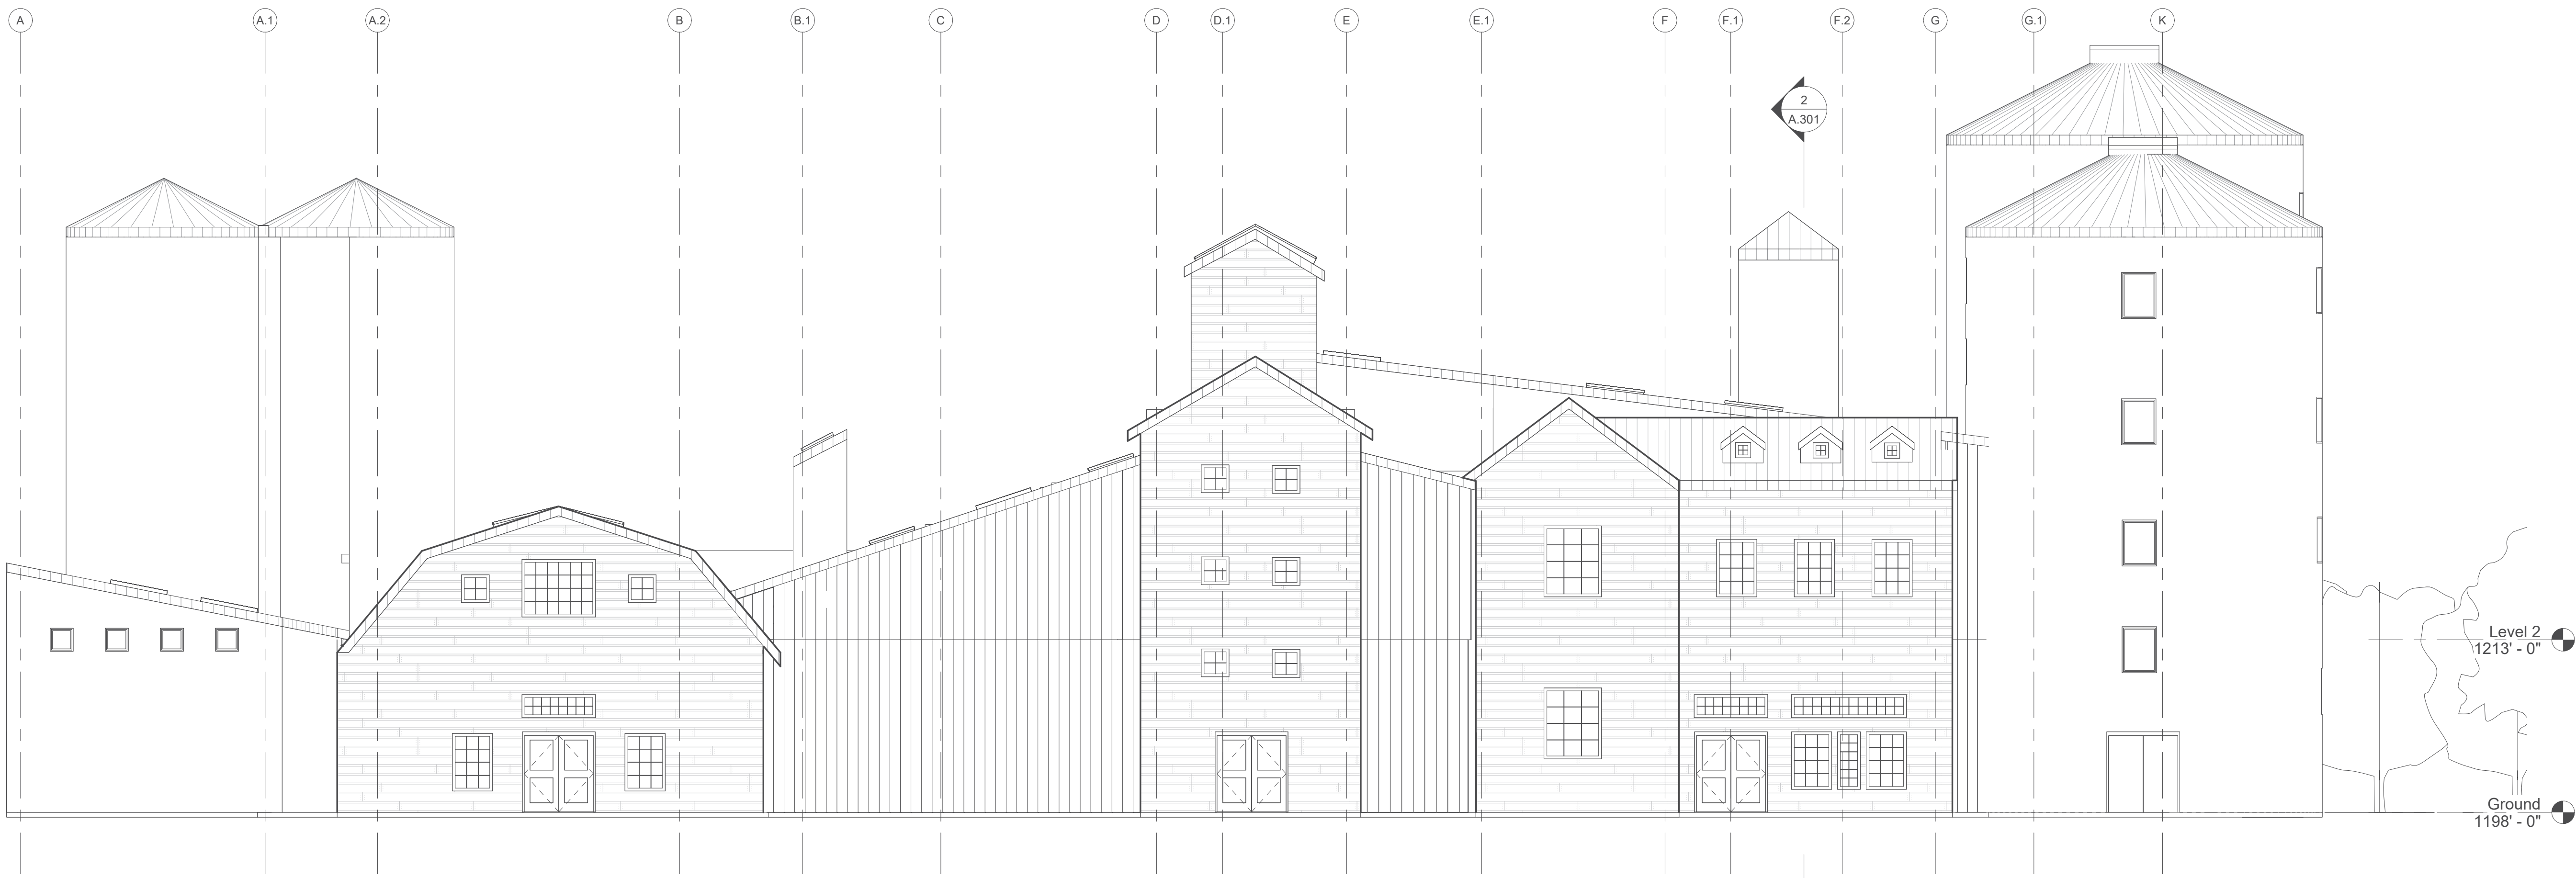 A
A.1
A.2
B
B.1
C
D
D.1
E
E.1
F
F.1
F.2
G
G.1
K
2
A.301
Level 2
1213' - 0"
Ground
1198' - 0"